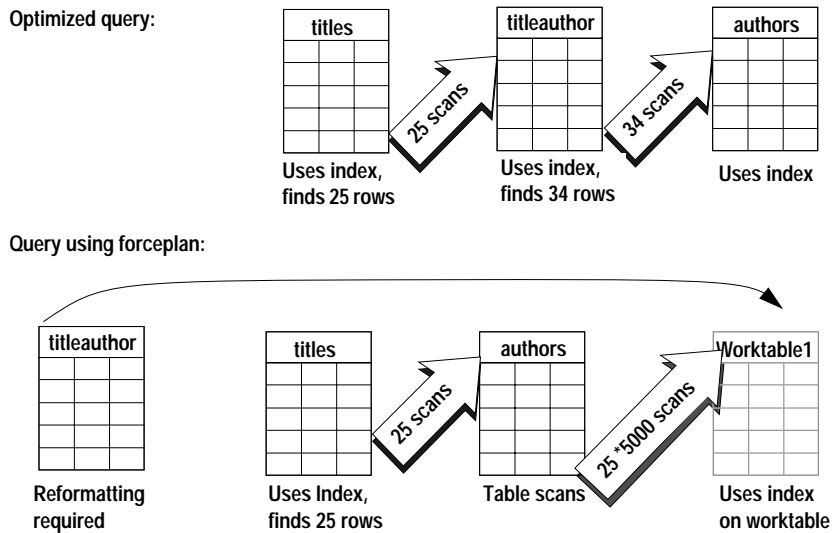 Optimized query:
titles
titleauthor
authors
25 scans
34 scans
Uses index,
finds 25 rows
Uses index,
finds 34 rows
Uses index
Query using forceplan:
titleauthor
titles
authors
Worktable1
25 scans
25 *5000 scans
Reformatting
required
Uses Index,
finds 25 rows
Table scans
Uses index
on worktable